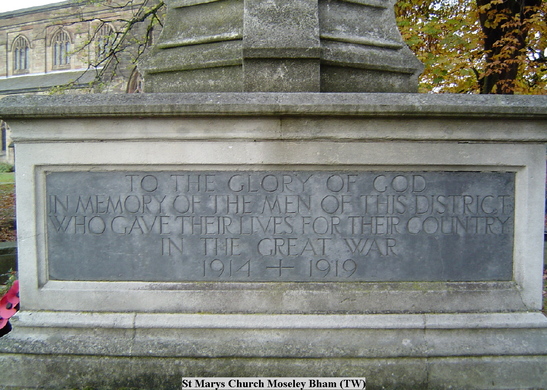 TO THE GLORY OF GOD
IN MEMORY OF THE MEN OF THIS DISTRICT
WHO GAVE THEIR LIVES FOR THEIR COUNTRY
IN THE GREAT WAR
1914 + 1919
St Marys Church Moseley Bham (TW)